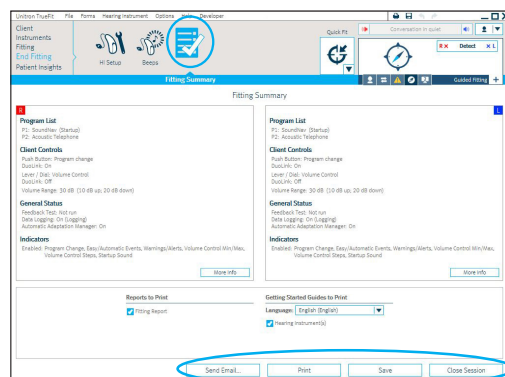 Unitron TrueFit File Forms Hearing Instrument Options Help Developer
Client
Instruments
Fitting
End Fitting
Patient Insights
HI Setup
Beeps
Quick Fit
Conversation in quiet
R X Detect X L
Fitting Summary
Guided Fitting +
Fitting Summary
R
Program List
P1: SoundNav (Startup)
P2: Acoustic Telephone
Client Controls
Push Button: Program change
DuoLink: On
Lever / Dial: Volume Control
DuoLink: Off
Volume Range: 30 dB (10 dB up, 20 dB down)
General Status
Feedback Test: Not run
Data Logging: On (Logging)
Automatic Adaptation Manager: On
Indicators
Enabled: Program Change, Easy/Automatic Events, Warnings/Alerts, Volume Control Min/Max,
Volume Control Steps, Startup Sound
More info
L
Program List
P1: SoundNav (Startup)
P2: Acoustic Telephone
Client Controls
Push Button: Program change
DuoLink: On
Lever / Dial: Volume Control
DuoLink: Off
Volume Range: 30 dB (10 dB up, 20 dB down)
General Status
Feedback Test: Not run
Data Logging: On (Logging)
Automatic Adaptation Manager: On
Indicators
Enabled: Program Change, Easy/Automatic Events, Warnings/Alerts, Volume Control Min/Max,
Volume Control Steps, Startup Sound
More info
Reports to Print
Fitting Report
Getting Started Guides to Print
Language: English (English)
Hearing Instrument(s)
Send Email...
Print
Save
Close Session